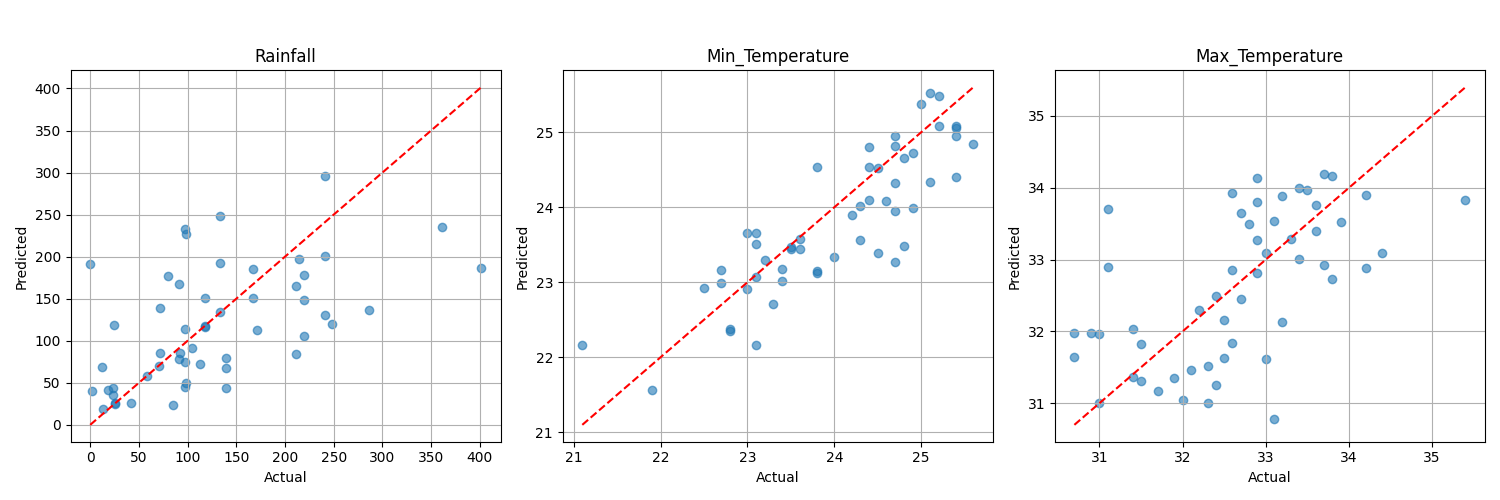 Rainfall
Min_Temperature
Max_Temperature
400
350
300
250
200
150
100
50
0
Predicted
0 50 100 150 200 250 300 350 400
Actual
25
24
23
22
21
Predicted
21 22 23 24 25
Actual
35
34
33
32
31
Predicted
31 32 33 34 35
Actual